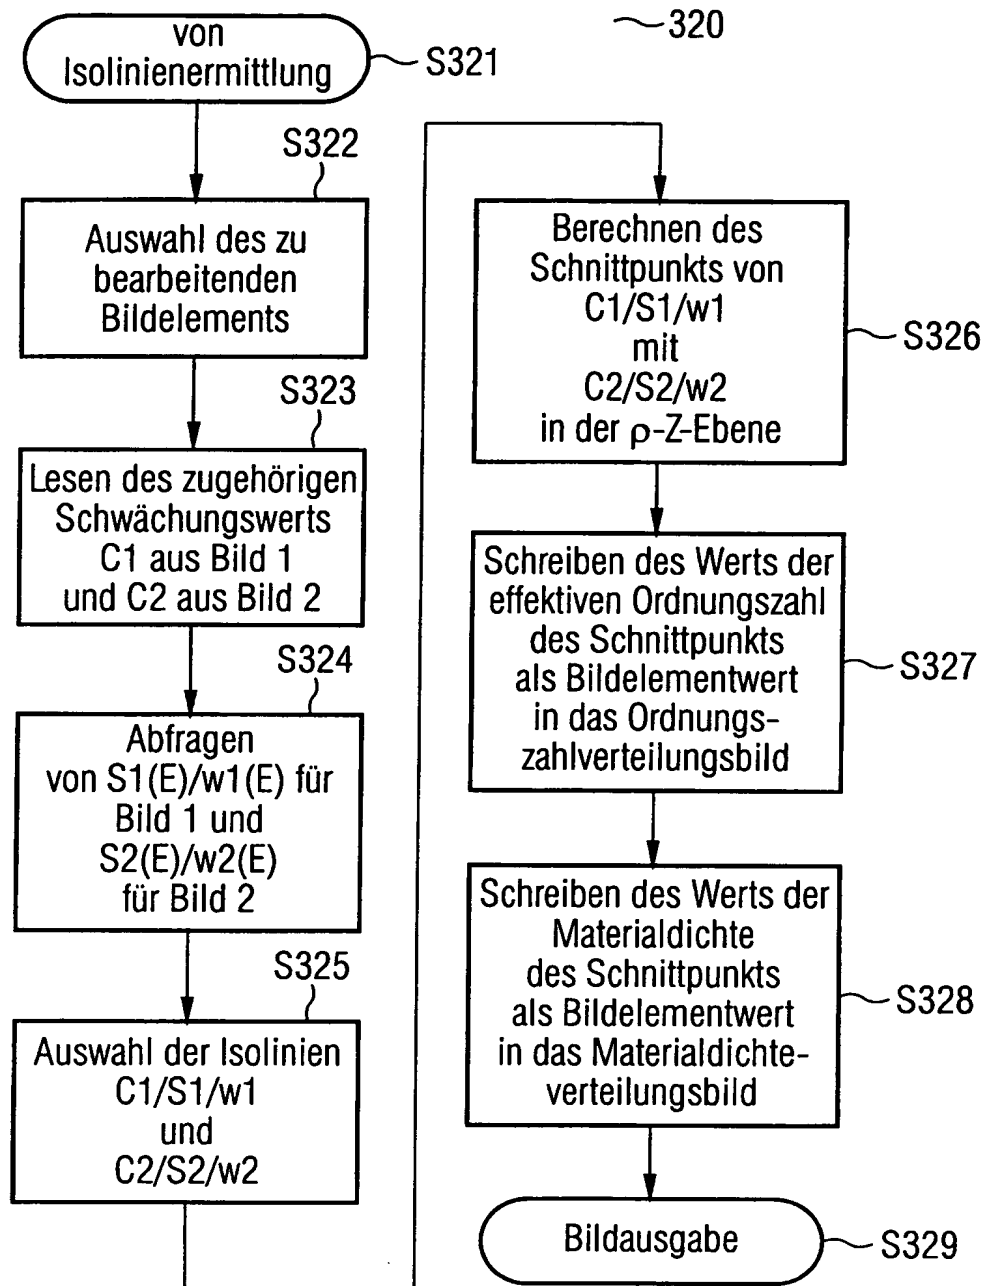 320
von
Isolinienermittlung
S321
S322
Auswahl des zu
bearbeitenden
Bildelements
S323
Lesen des zugehörigen
Schwächungswerts
C1 aus Bild 1
und C2 aus Bild 2
S324
Abfragen
von S1(E)/w1(E) für
Bild 1 und
S2(E)/w2(E)
für Bild 2
S325
Auswahl der Isolinien
C1/S1/w1
und
C2/S2/w2
Berechnen des
Schnittpunkts von
C1/S1/w1
mit
C2/S2/w2
in der ρ-Z-Ebene
S326
Schreiben des Werts der
effektiven Ordnungszahl
des Schnittpunkts
als Bildelementwert
in das Ordnungs-
zahlverteilungsbild
S327
Schreiben des Werts der
Materialdichte
des Schnittpunkts
als Bildelementwert
in das Materialdichte-
verteilungsbild
S328
Bildausgabe
S329